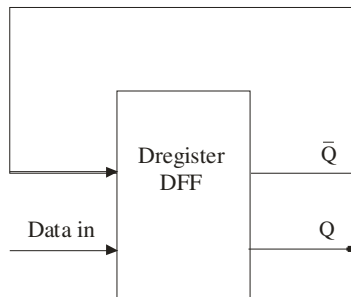 Dregister
DFF
Q̅
Data in
Q